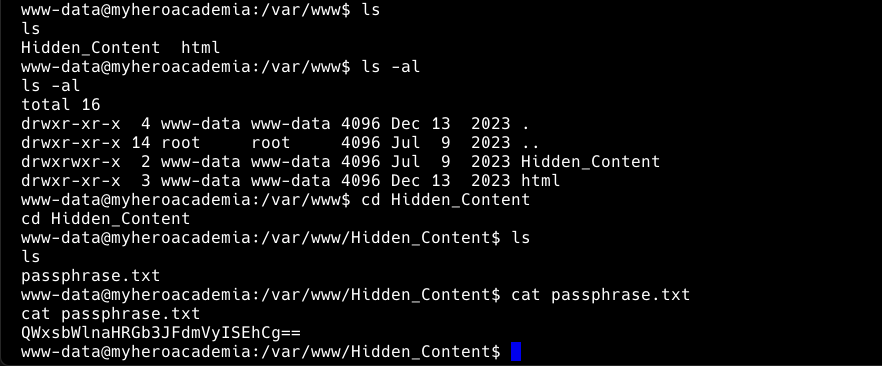 www-data@myheroacademia:/var/www$ ls
ls
Hidden_Content  html
www-data@myheroacademia:/var/www$ ls -al
ls -al
total 16
drwxr-xr-x  4 www-data www-data 4096 Dec 13  2023 .
drwxr-xr-x 14 root     root     4096 Jul  9  2023 ..
drwxrwxr-x  2 www-data www-data 4096 Jul  9  2023 Hidden_Content
drwxr-xr-x  3 www-data www-data 4096 Dec 13  2023 html
www-data@myheroacademia:/var/www$ cd Hidden_Content
cd Hidden_Content
www-data@myheroacademia:/var/www/Hidden_Content$ ls
ls
passphrase.txt
www-data@myheroacademia:/var/www/Hidden_Content$ cat passphrase.txt
cat passphrase.txt
QWxsbWlnaHRGb3JFdmVyISEhCg==
www-data@myheroacademia:/var/www/Hidden_Content$